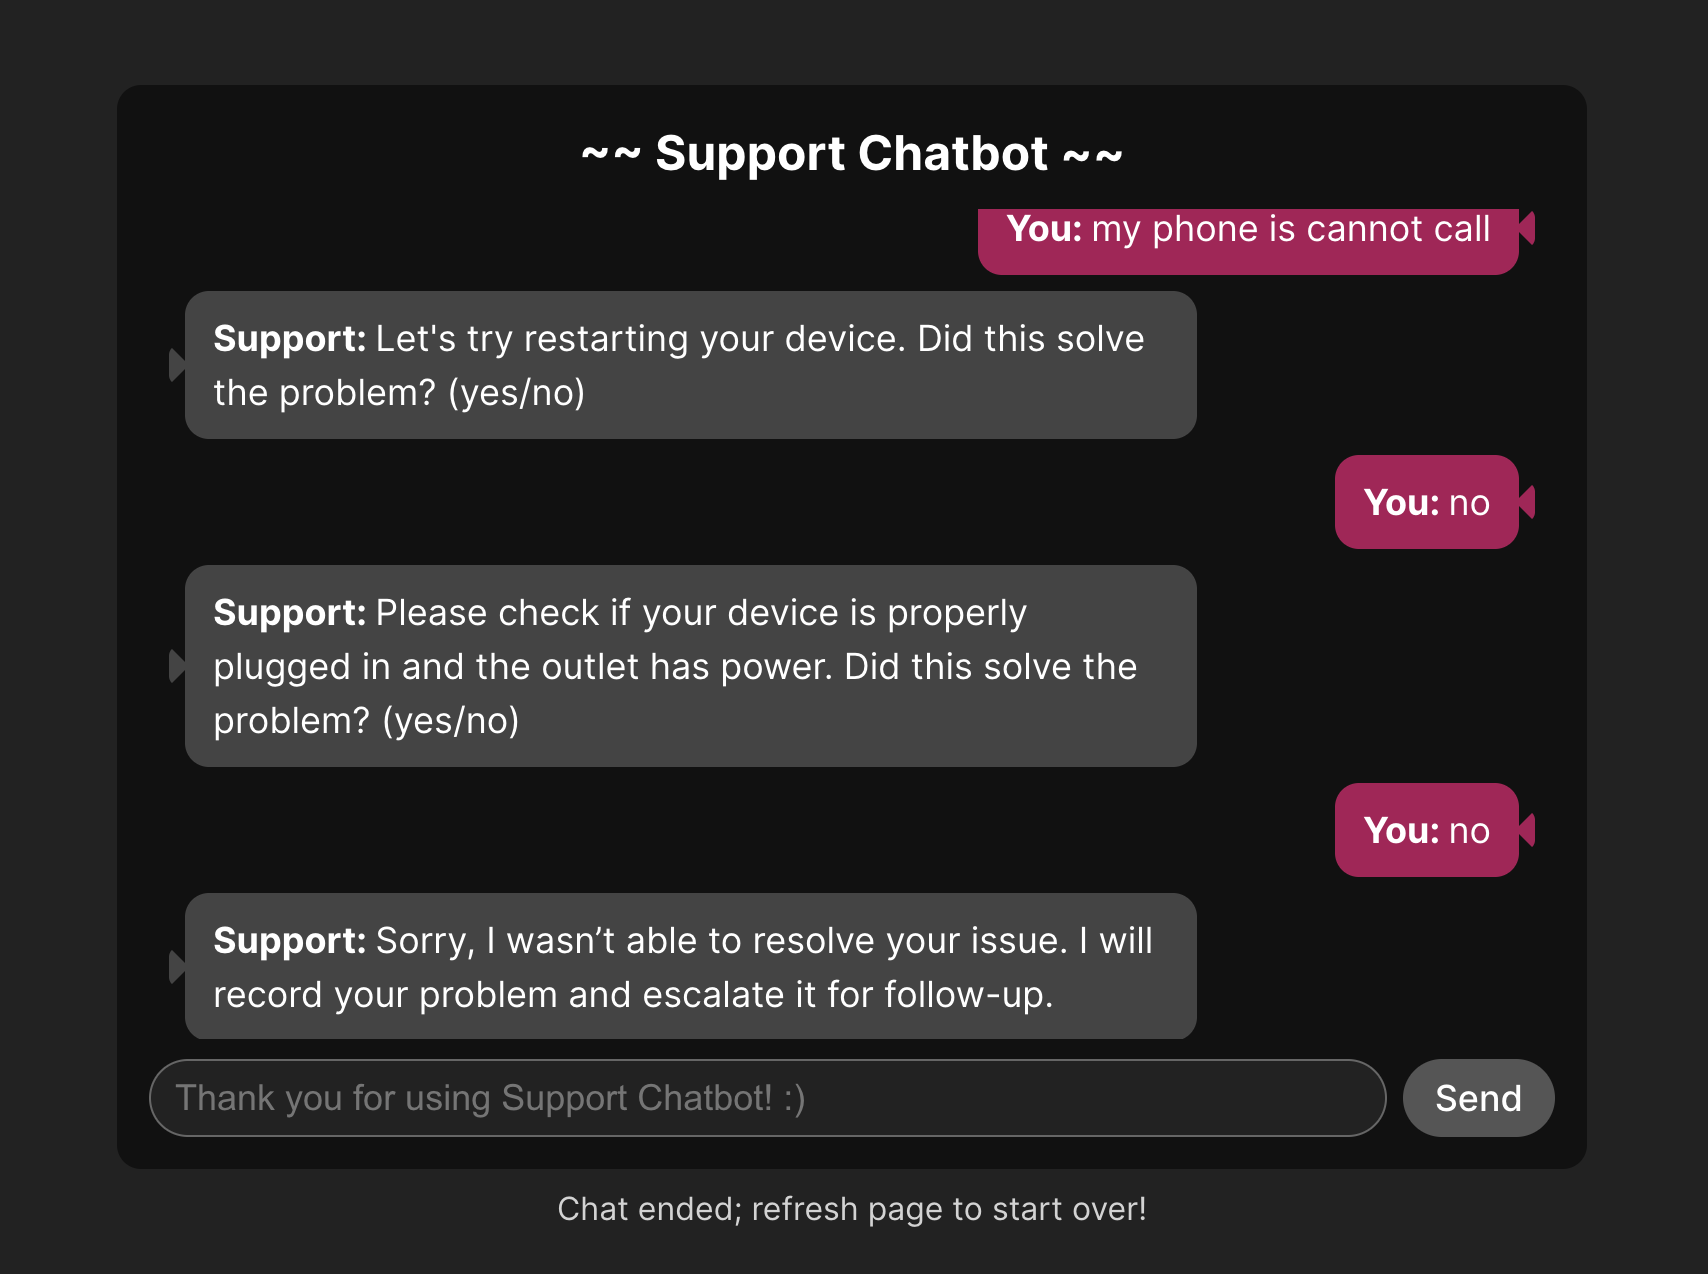 ~~ Support Chatbot ~~
You: my phone is cannot call
Support: Let's try restarting your device. Did this solve
the problem? (yes/no)
You: no
Support: Please check if your device is properly
plugged in and the outlet has power. Did this solve the
problem? (yes/no)
You: no
Support: Sorry, I wasn’t able to resolve your issue. I will
record your problem and escalate it for follow-up.
Thank you for using Support Chatbot! :)
Send
Chat ended; refresh page to start over!